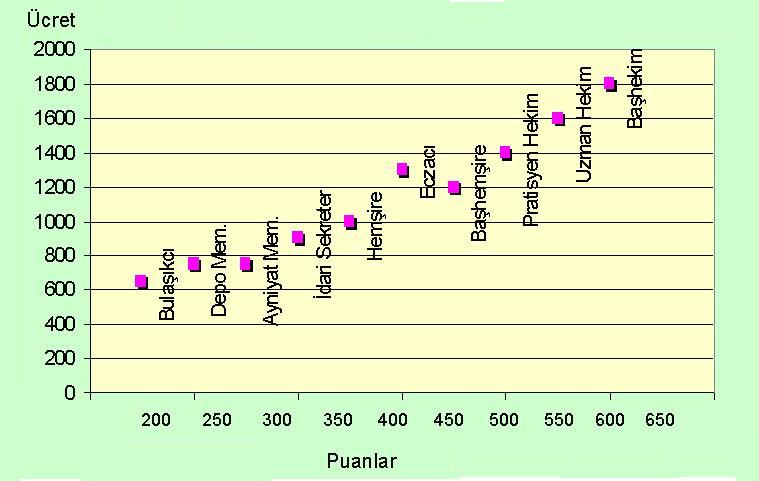 Ücret
2000
1800
1600
1400
1200
1000
800
600
400
200
0
Bulaşıkcı
Depo Mem.
Ayniyat Mem.
İdari Sekreter
Hemşire
Eczacı
Başhemşire
Pratisyen Hekim
Uzman Hekim
Başhekim
200 250 300 350 400 450 500 550 600 650
Puanlar